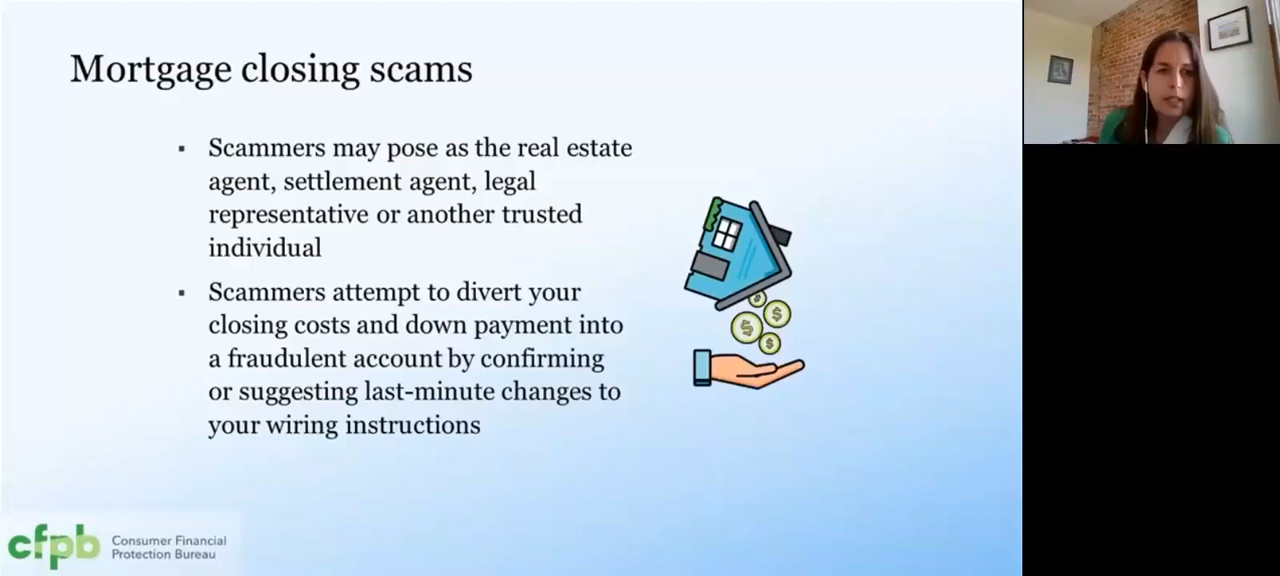 Mortgage closing scams
▪ Scammers may pose as the real estate
agent, settlement agent, legal
representative or another trusted
individual
▪ Scammers attempt to divert your
closing costs and down payment into
a fraudulent account by confirming
or suggesting last-minute changes to
your wiring instructions
$
$
$
$
cfpb
Consumer Financial
Protection Bureau